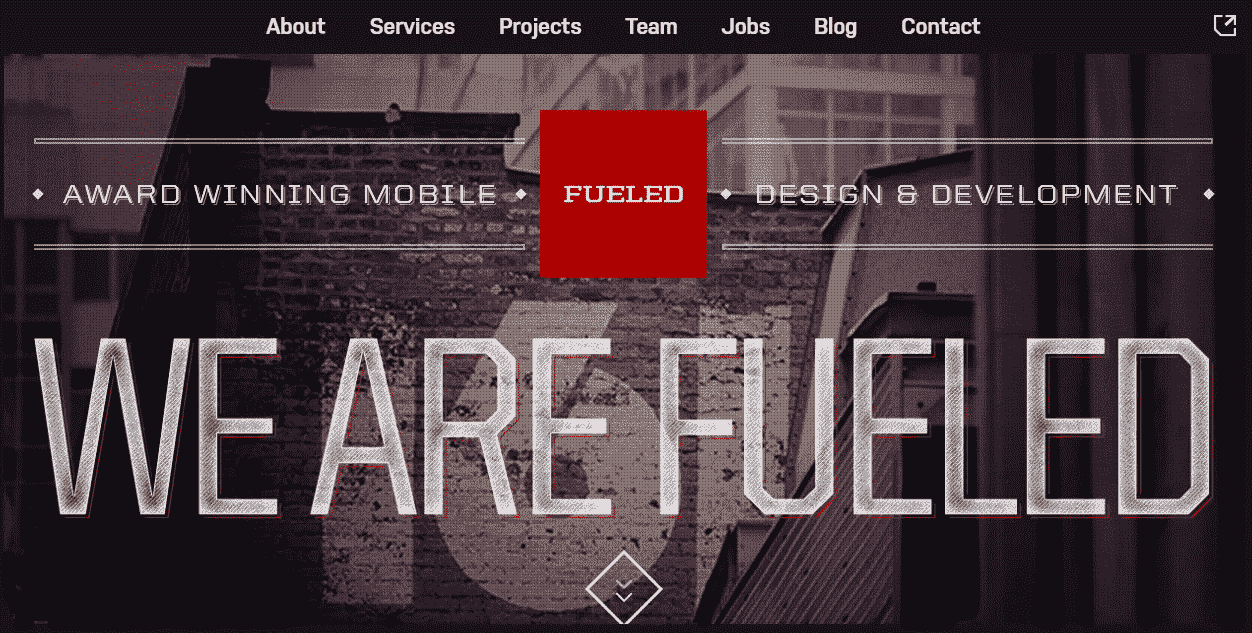 About Services Projects Team Jobs Blog Contact
AWARD WINNING MOBILE FUELED DESIGN & DEVELOPMENT
WE ARE FUELED